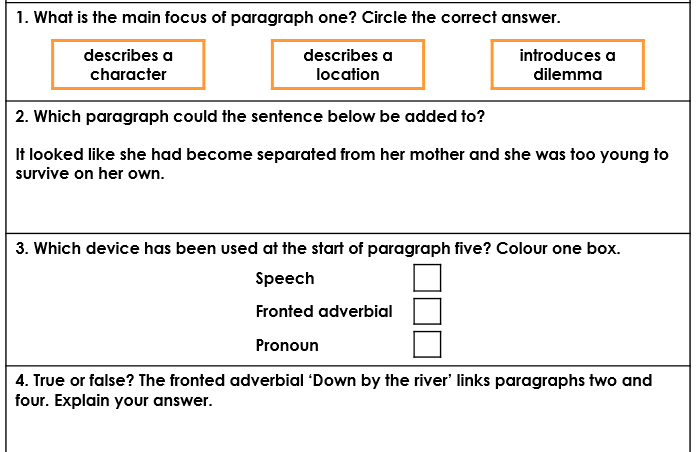 1. What is the main focus of paragraph one? Circle the correct answer.
describes a
character
describes a
location
introduces a
dilemma
2. Which paragraph could the sentence below be added to?
It looked like she had become separated from her mother and she was too young to
survive on her own.
3. Which device has been used at the start of paragraph five? Colour one box.
Speech
Fronted adverbial
Pronoun
4. True or false? The fronted adverbial ‘Down by the river’ links paragraphs two and
four. Explain your answer.